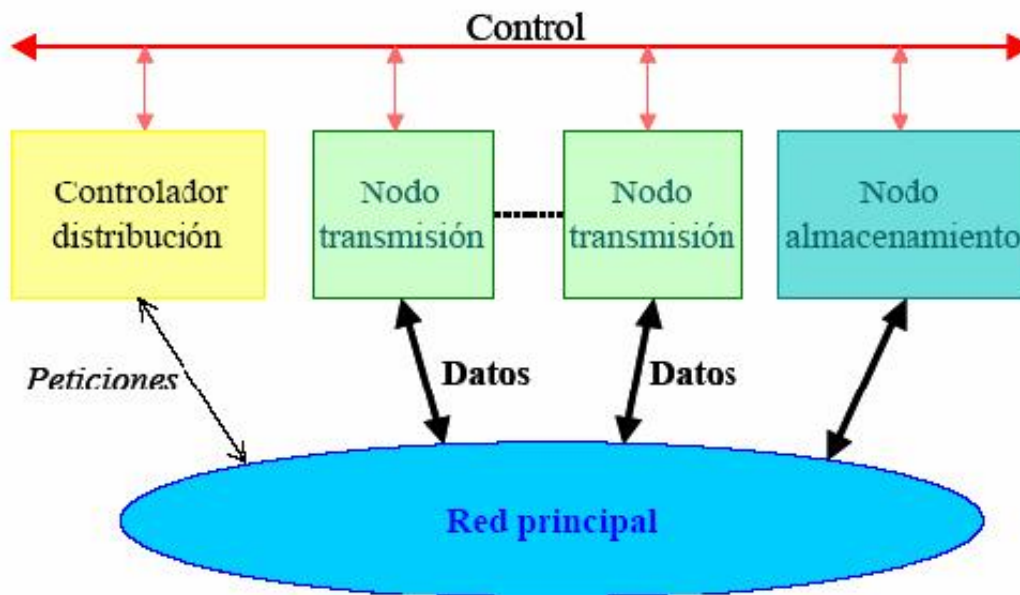 Control
Controlador
distribución
Nodo
transmisión
Nodo
transmisión
Nodo
almacenamiento
Peticiones
Datos
Datos
Red principal